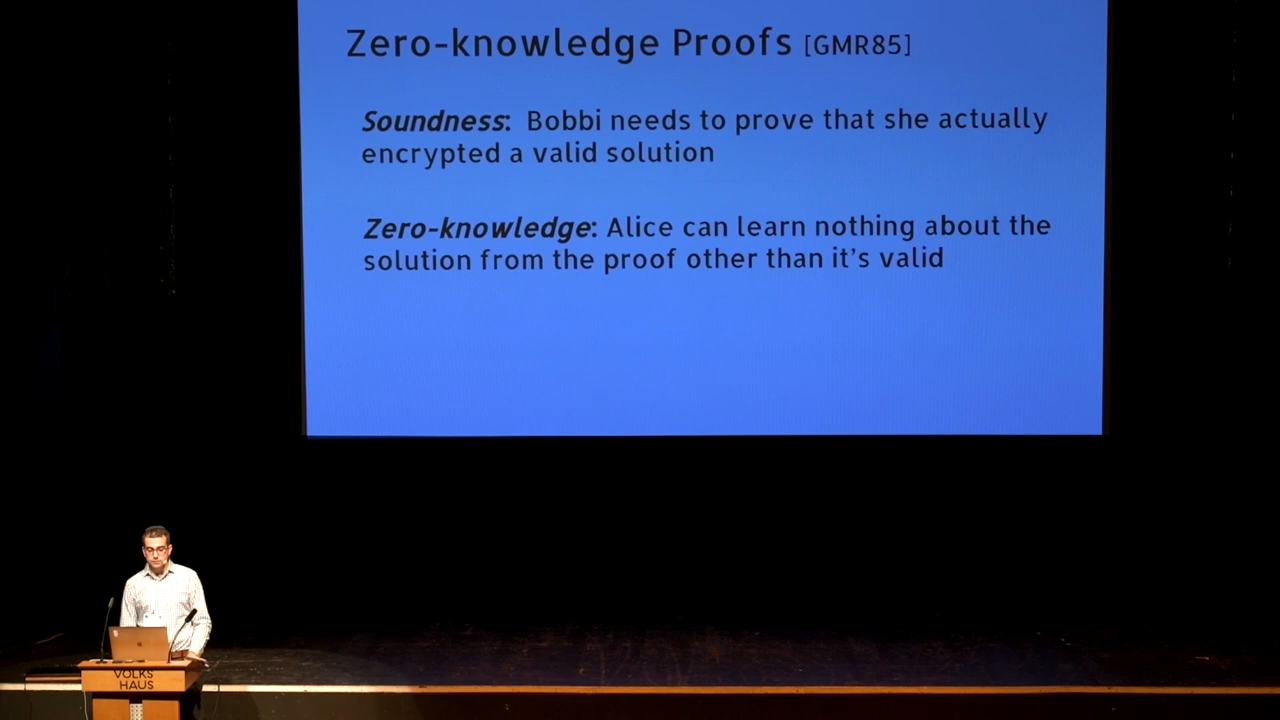 Zero-knowledge Proofs [GMR85]
Soundness: Bobbi needs to prove that she actually
encrypted a valid solution
Zero-knowledge: Alice can learn nothing about the
solution from the proof other than it's valid
VOLKS
HAUS